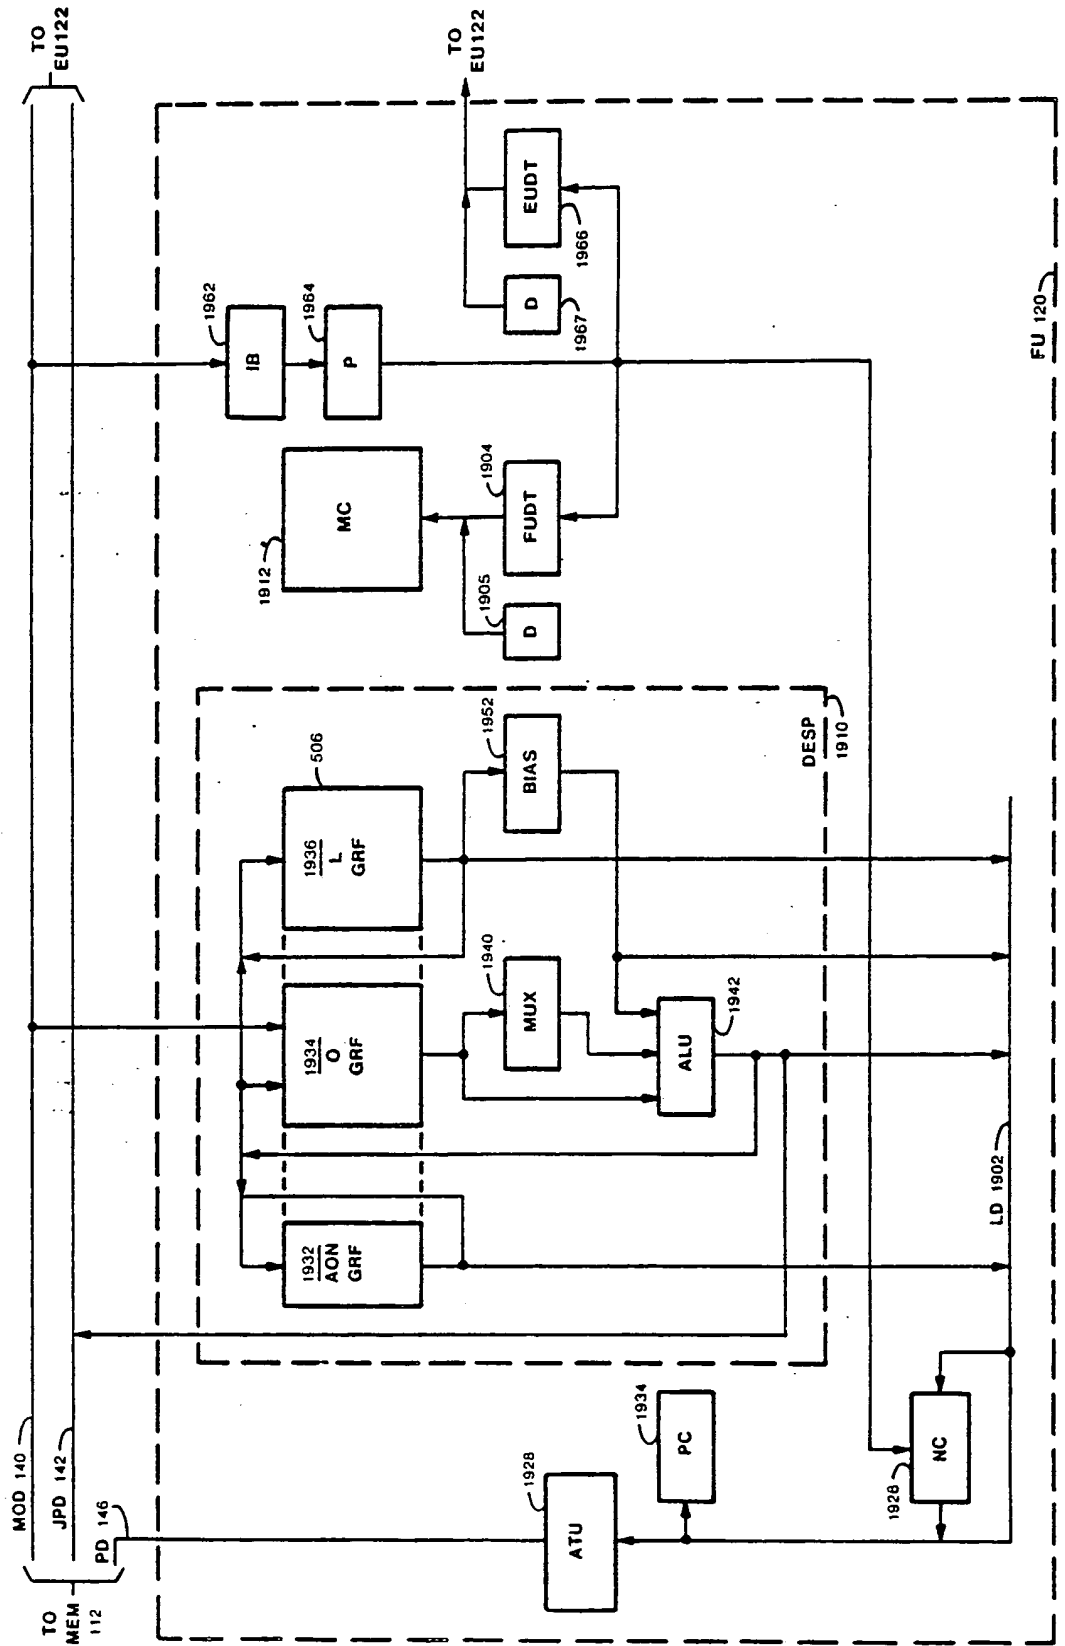 TO
EU122
TO
EU122
MOD 140
JPD 142
PD 146
TO
MEM
112
1962
IB
1964
P
EUDT
1966
D
1967
FU 120
1912
MC
1904
FUDT
1905
D
506
1936
L
GRF
1952
BIAS
DESP
1910
1934
O
GRF
1940
MUX
1942
ALU
1932
AON
GRF
LD 1902
1934
PC
1928
ATU
NC